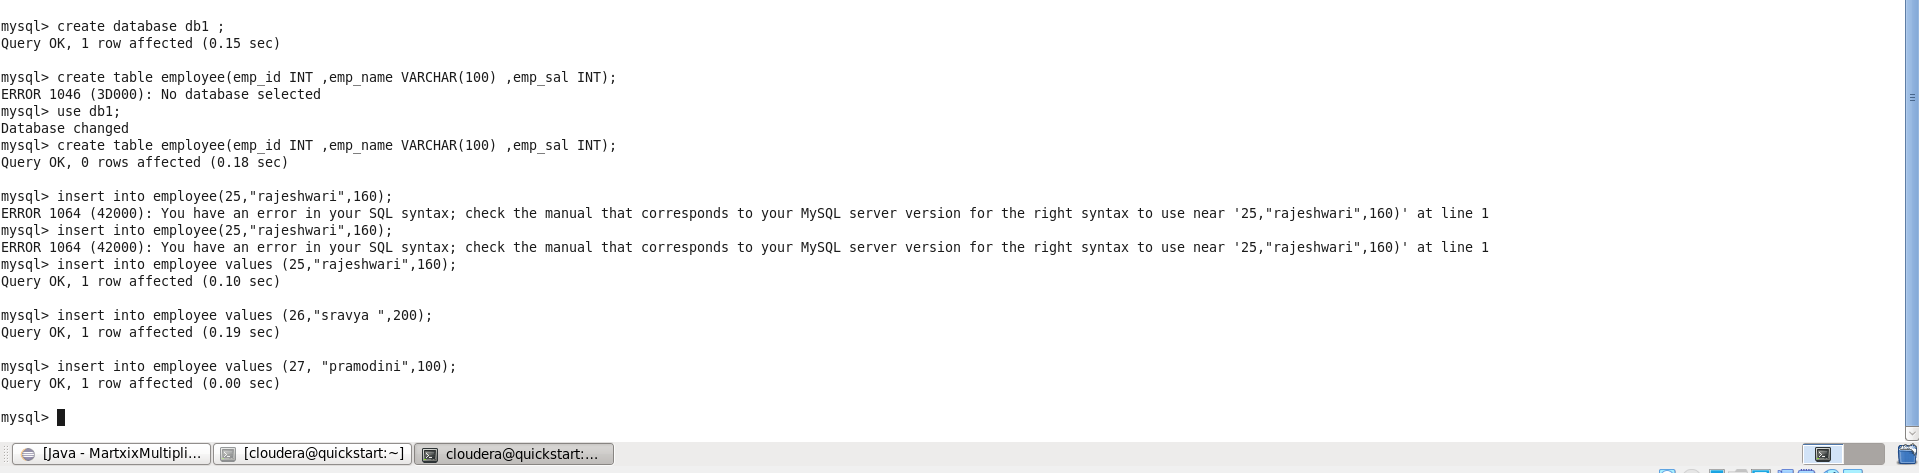 mysql> create database db1 ;
Query OK, 1 row affected (0.15 sec)
mysql> create table employee(emp_id INT ,emp_name VARCHAR(100) ,emp_sal INT);
ERROR 1046 (3D000): No database selected
mysql> use db1;
Database changed
mysql> create table employee(emp_id INT ,emp_name VARCHAR(100) ,emp_sal INT);
Query OK, 0 rows affected (0.18 sec)
mysql> insert into employee(25,"rajeshwari",160);
ERROR 1064 (42000): You have an error in your SQL syntax; check the manual that corresponds to your MySQL server version for the right syntax to use near '25,"rajeshwari",160)' at line 1
mysql> insert into employee(25,"rajeshwari",160);
ERROR 1064 (42000): You have an error in your SQL syntax; check the manual that corresponds to your MySQL server version for the right syntax to use near '25,"rajeshwari",160)' at line 1
mysql> insert into employee values (25,"rajeshwari",160);
Query OK, 1 row affected (0.10 sec)
mysql> insert into employee values (26,"sravya ",200);
Query OK, 1 row affected (0.19 sec)
mysql> insert into employee values (27, "pramodini",100);
Query OK, 1 row affected (0.00 sec)
mysql>
[Java - MartxixMultipli... [cloudera@quickstart:~] cloudera@quickstart:...